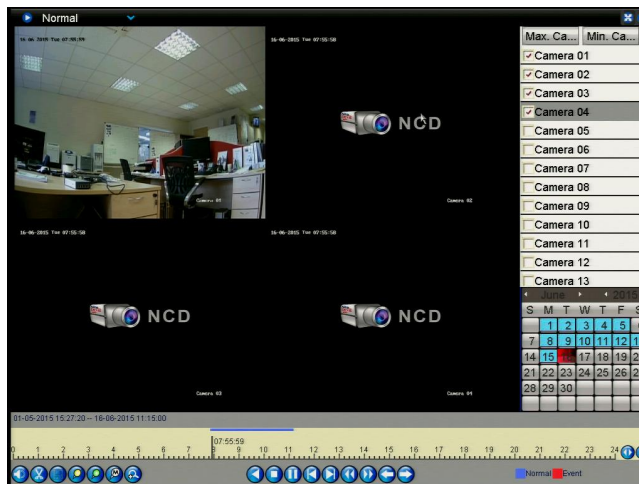 Normal
Max. Ca... Min. Ca...
16-06-2015 Tue 07:55:59
16-06-2015 Tue 07:55:58
Camera 01
Camera 02
Camera 03
Camera 04
Camera 05
Camera 06
Camera 07
Camera 08
Camera 09
Camera 10
Camera 11
Camera 12
Camera 13
NCD
Camera 01
Camera 02
16-06-2015 Tue 07:55:58
16-06-2015 Tue 07:55:58
NCD
NCD
Camera 03
Camera 04
June 2015
S M T W T F S
1 2 3 4 5
7 8 9 10 11 12
14 15 16 17 18 19
21 22 23 24 25 26
28 29 30
01-05-2015 15:27:20 -- 16-06-2015 11:15:00
07:55:59
0 1 2 3 4 5 6 7 8 9 10 11 12 13 14 15 16 17 18 19 20 21 22 23 24
Normal Event